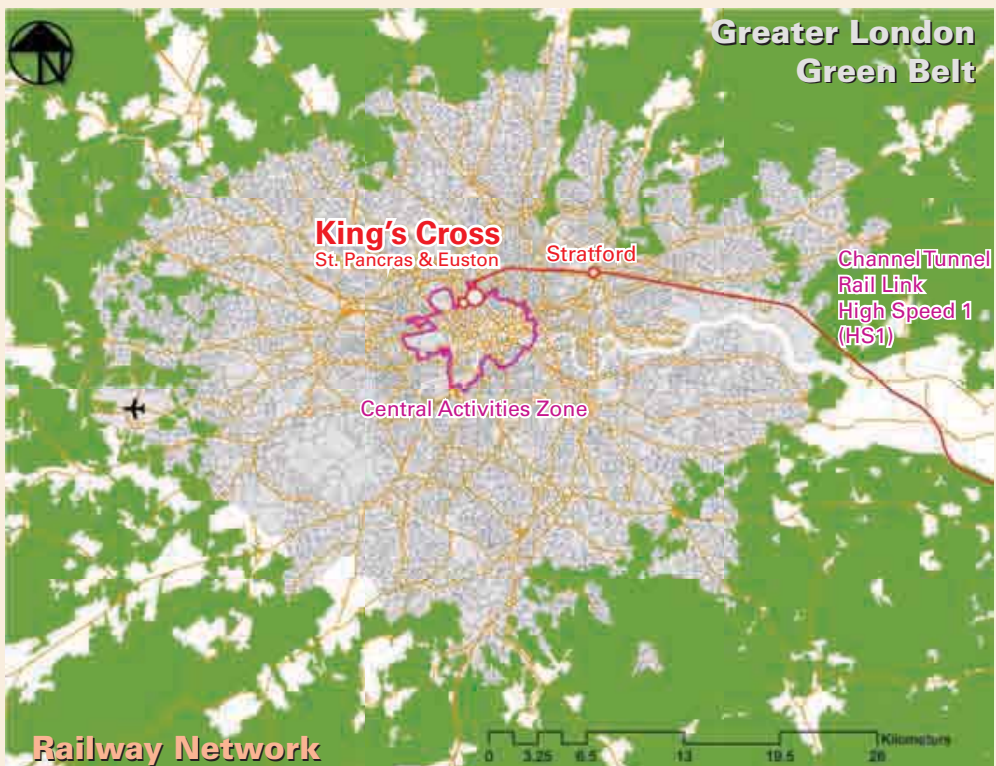 N
Greater London
Green Belt
King's Cross
St. Pancras & Euston
Stratford
Channel Tunnel
Rail Link
High Speed 1
(HS1)
Central Activities Zone
Railway Network
Kilometers
0 3.25 6.5 13 19.5 26